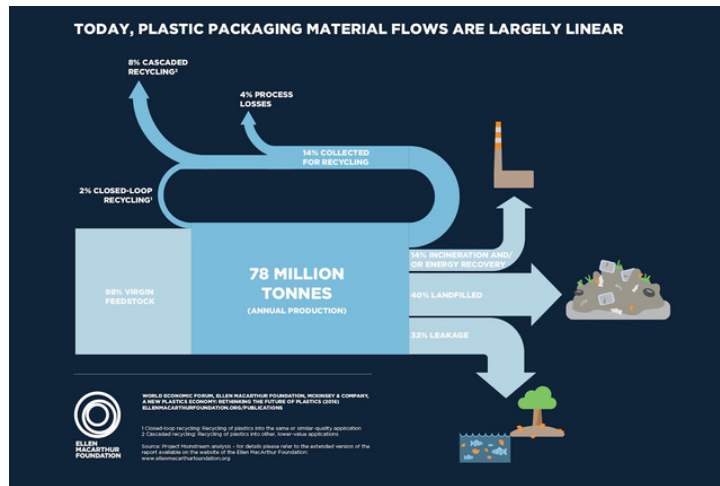 TODAY, PLASTIC PACKAGING MATERIAL FLOWS ARE LARGELY LINEAR
8% CASCADED
RECYCLING²
4% PROCESS
LOSSES
14% COLLECTED
FOR RECYCLING
2% CLOSED-LOOP
RECYCLING¹
98% VIRGIN
FEEDSTOCK
78 MILLION
TONNES
(ANNUAL PRODUCTION)
14% INCINERATION AND/
OR ENERGY RECOVERY
40% LANDFILLED
32% LEAKAGE
ELLEN
MACARTHUR
FOUNDATION
WORLD ECONOMIC FORUM, ELLEN MACARTHUR FOUNDATION, MCKINSEY & COMPANY,
A NEW PLASTICS ECONOMY: RETHINKING THE FUTURE OF PLASTICS (2016)
ELLENMACARTHURFOUNDATION.ORG/PUBLICATIONS
1 Closed-loop recycling: Recycling of plastics into the same or similar-quality application
2 Cascaded recycling: Recycling of plastics into other, lower-value applications
Source: Project Mainstream analysis – for details please refer to the extended version of the
report available on the website of the Ellen MacArthur Foundation:
www.ellenmacarthurfoundation.org